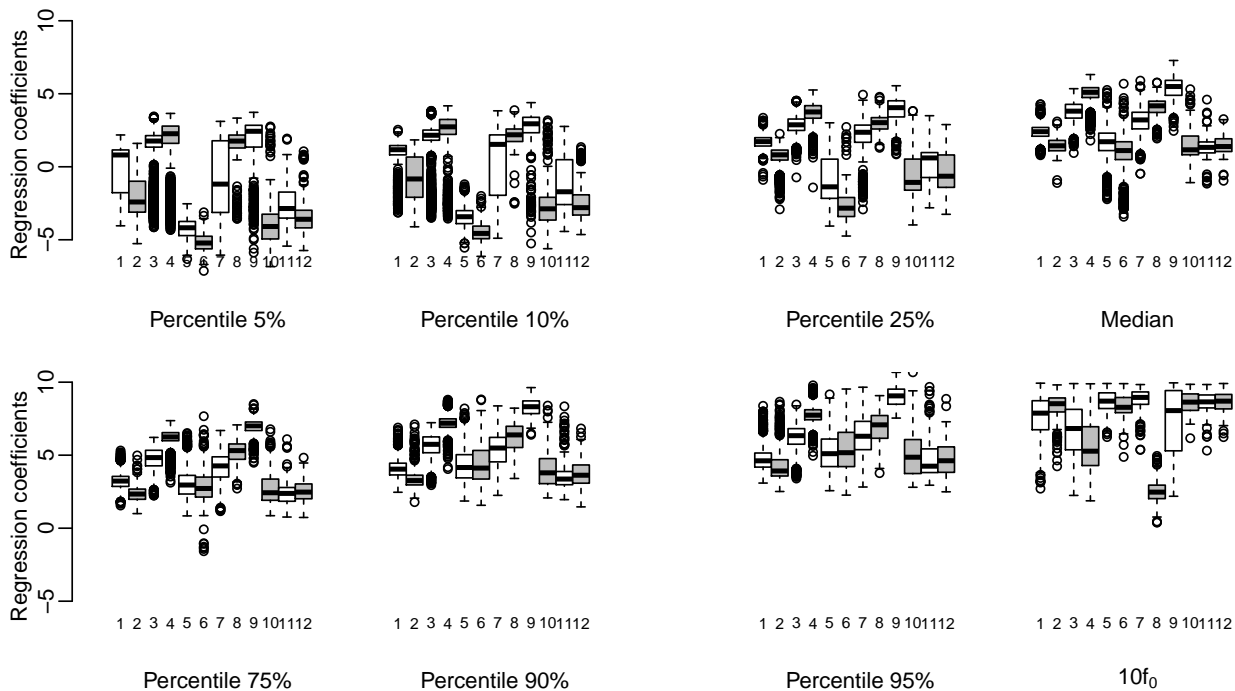 10
5
0
−5
Regression coefficients
1 2 3 4 5 6 7 8 9 10 11 12
1 2 3 4 5 6 7 8 9 10 11 12
1 2 3 4 5 6 7 8 9 10 11 12
1 2 3 4 5 6 7 8 9 10 11 12
Percentile 5%
Percentile 10%
Percentile 25%
Median
10
5
0
−5
Regression coefficients
1 2 3 4 5 6 7 8 9 10 11 12
1 2 3 4 5 6 7 8 9 10 11 12
1 2 3 4 5 6 7 8 9 10 11 12
1 2 3 4 5 6 7 8 9 10 11 12
Percentile 75%
Percentile 90%
Percentile 95%
10f₀